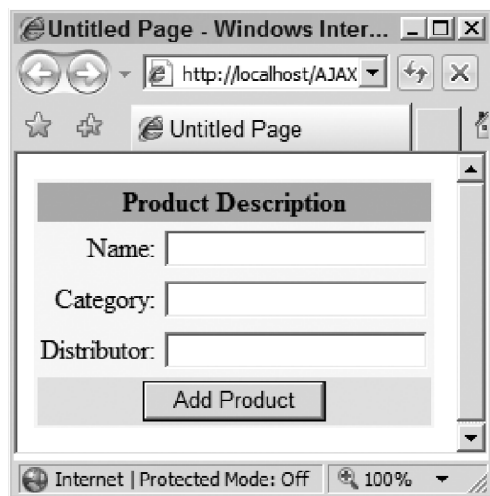 Untitled Page - Windows Inter...
http://localhost/AJAX
Untitled Page
Product Description
Name:
Category:
Distributor:
Add Product
Internet | Protected Mode: Off
100%